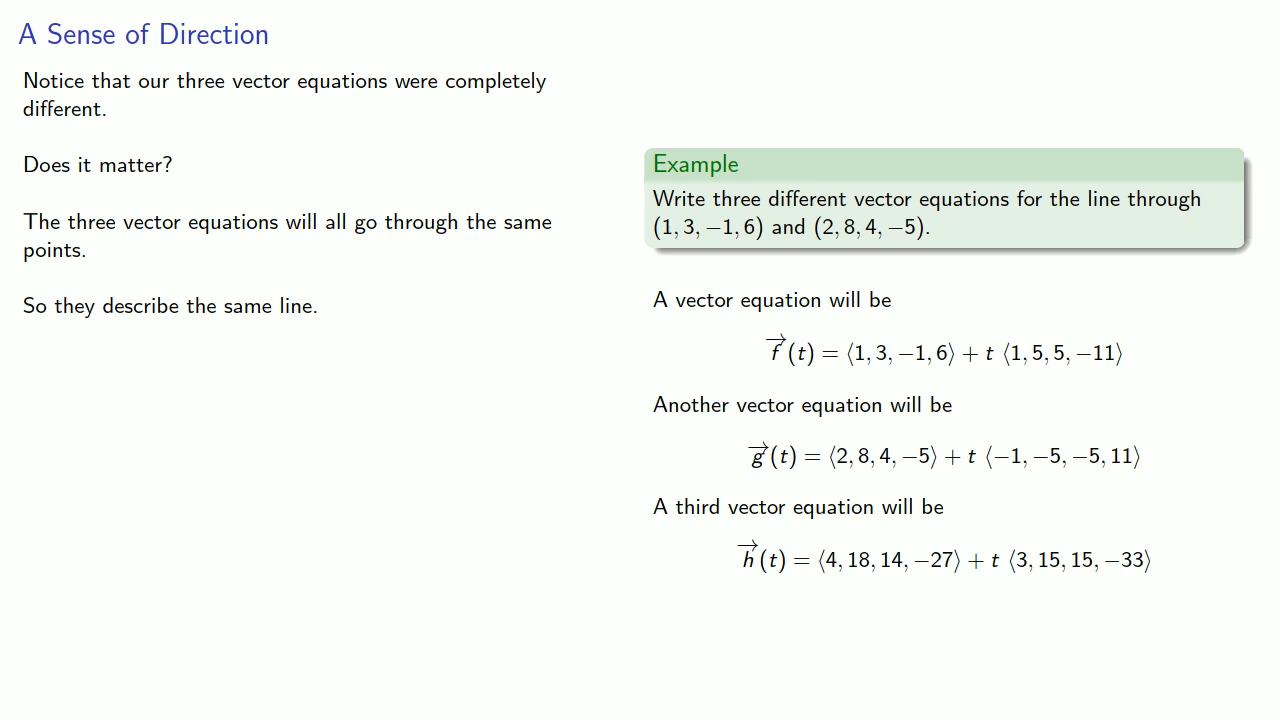 A Sense of Direction
Notice that our three vector equations were completely
different.
Does it matter?
The three vector equations will all go through the same
points.
So they describe the same line.
Example
Write three different vector equations for the line through
(1, 3, −1, 6) and (2, 8, 4, −5).
A vector equation will be
f⃗(t) = ⟨1, 3, −1, 6⟩ + t ⟨1, 5, 5, −11⟩
Another vector equation will be
g⃗(t) = ⟨2, 8, 4, −5⟩ + t ⟨−1, −5, −5, 11⟩
A third vector equation will be
h⃗(t) = ⟨4, 18, 14, −27⟩ + t ⟨3, 15, 15, −33⟩